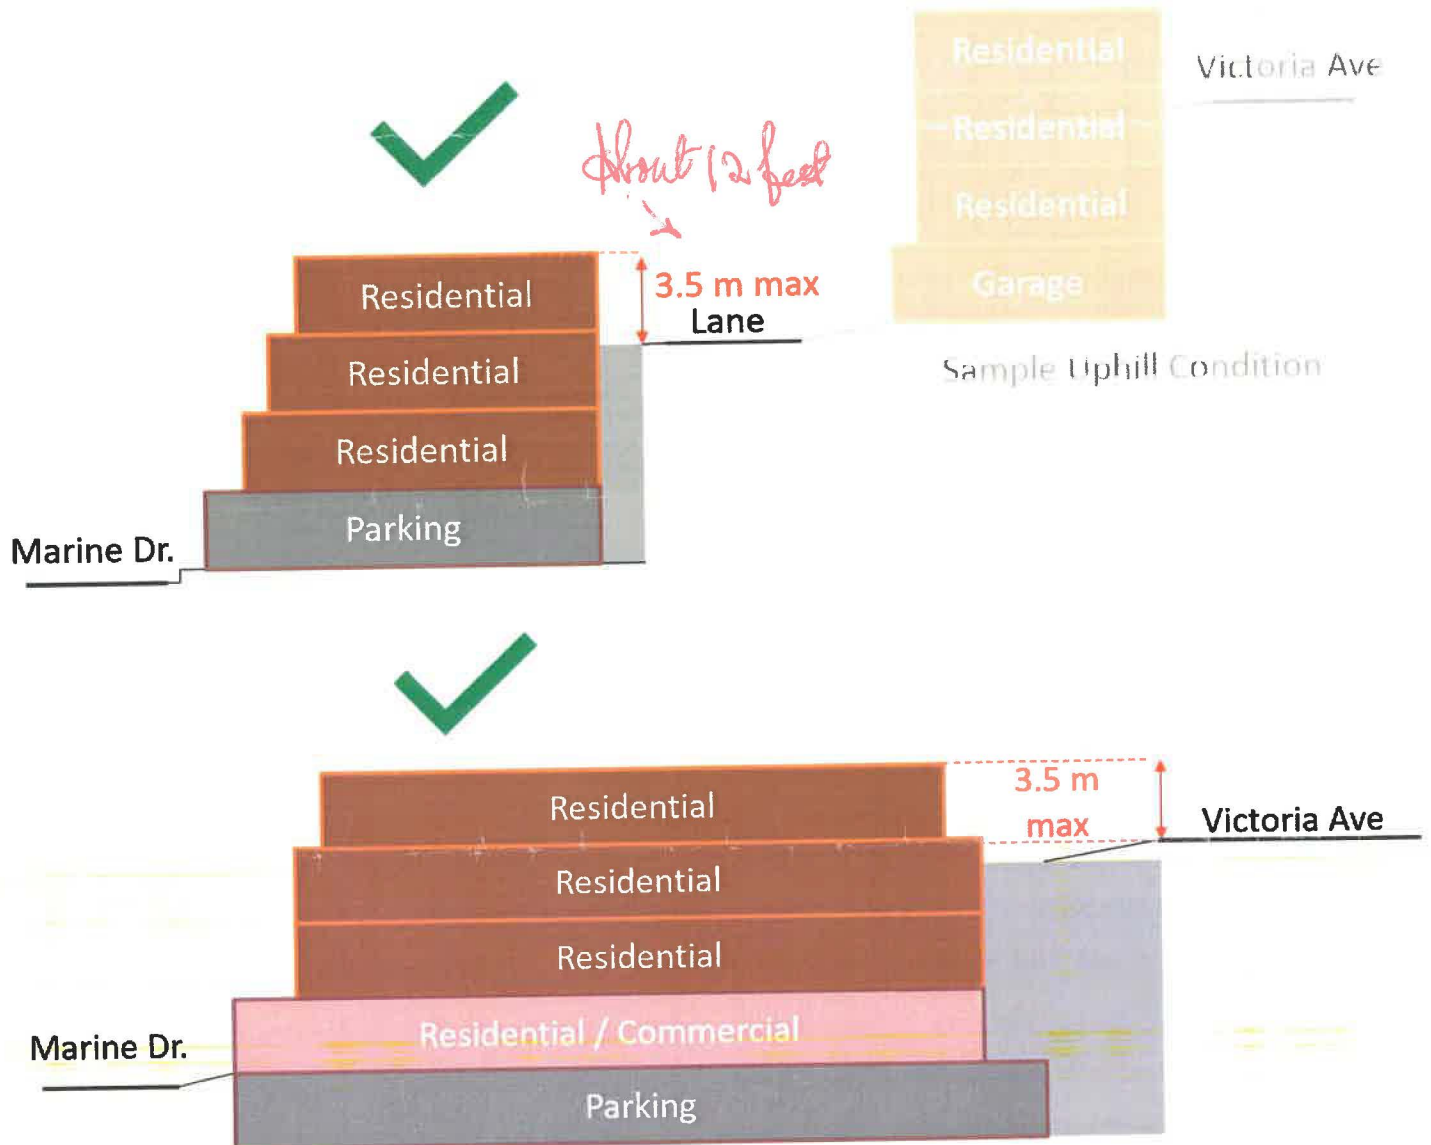 Residential
Victoria Ave
Residential
Residential
Garage
Sample Uphill Condition
About 12 feet
3.5 m max
Lane
Residential
Residential
Residential
Parking
Marine Dr.
3.5 m
max
Victoria Ave
Residential
Residential
Residential
Residential / Commercial
Marine Dr.
Parking